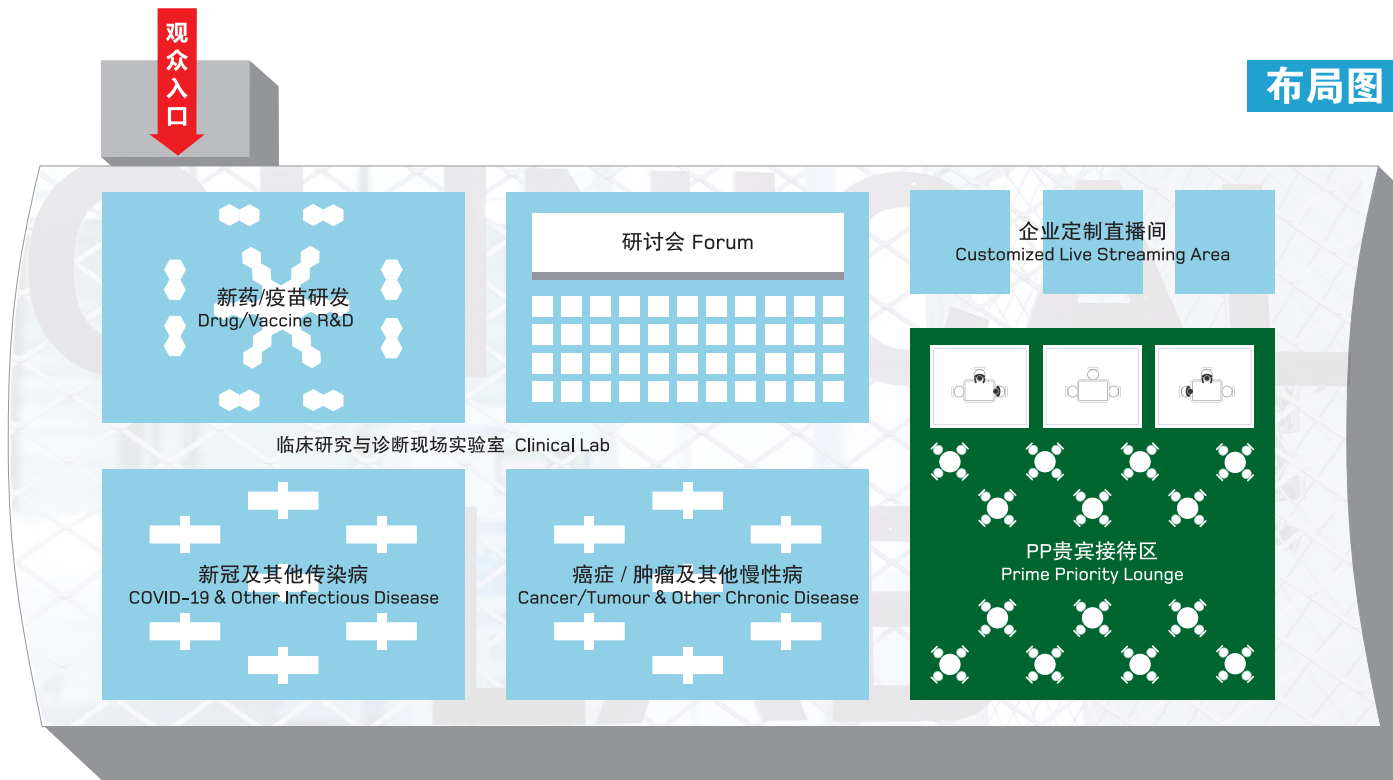 观众入口
布局图
研讨会 Forum
企业定制直播间
Customized Live Streaming Area
新药/疫苗研发
Drug/Vaccine R&D
临床研究与诊断现场实验室 Clinical Lab
PP贵宾接待区
Prime Priority Lounge
新冠及其他传染病
COVID-19 & Other Infectious Disease
癌症 / 肿瘤及其他慢性病
Cancer/Tumour & Other Chronic Disease
CLINICAL
LAB